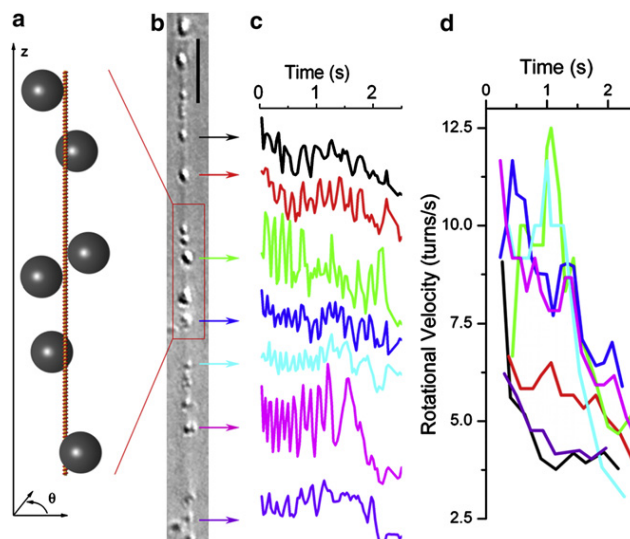 a
b
c
d
z
θ
Time (s)
0 1 2
Time (s)
0 1 2
12.5
10.0
7.5
5.0
2.5
Rotational Velocity (turns/s)